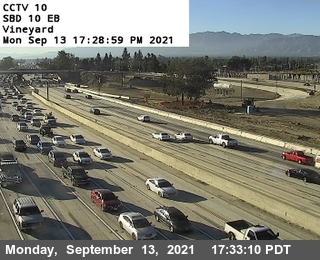 CCTV 10
SBD 10 EB
Vineyard
Mon Sep 13 17:28:59 PM 2021
Monday, September 13, 2021 17:33:10 PDT